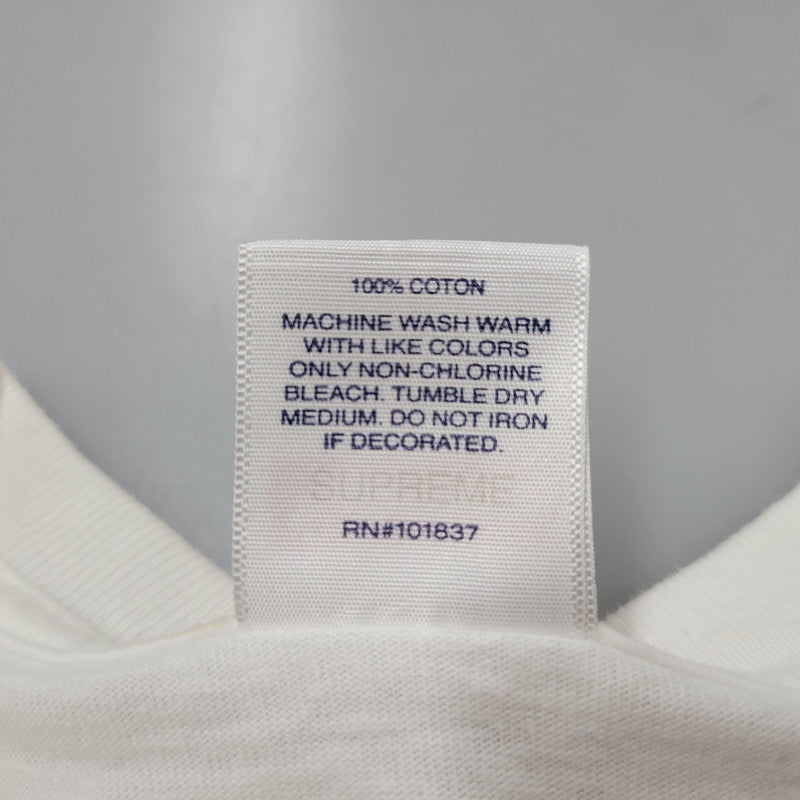 100% COTON
MACHINE WASH WARM
WITH LIKE COLORS
ONLY NON-CHLORINE
BLEACH. TUMBLE DRY
MEDIUM. DO NOT IRON
IF DECORATED.
SUPREME
RN#101837